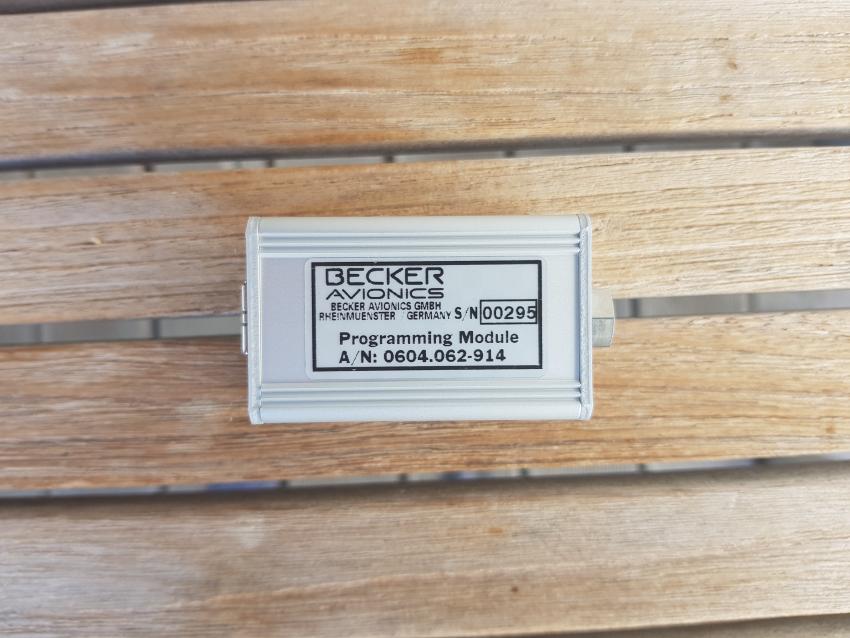 BECKER
AVIONICS
BECKER AVIONICS GMBH
RHEINMUENSTER / GERMANY S/N 00295
Programming Module
A/N: 0604.062-914